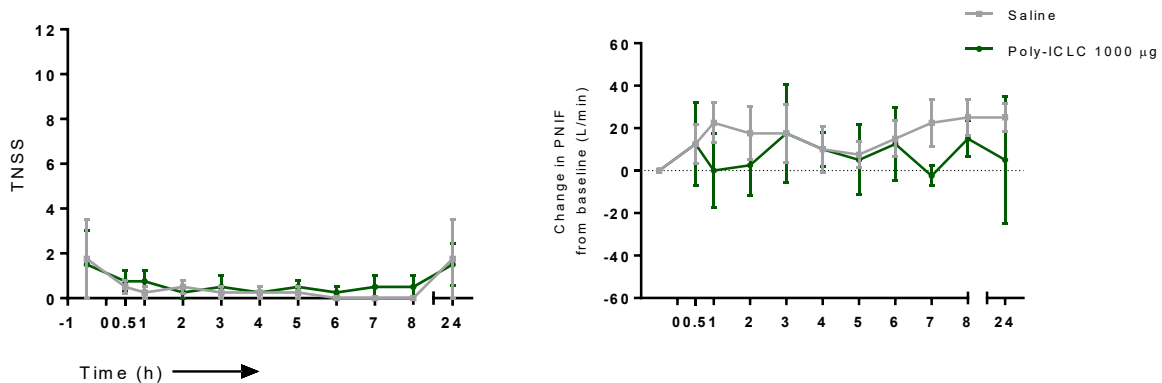 TNSS
12
10
8
6
4
2
0
-1 0 0.5 1 2 3 4 5 6 7 8 24
Time (h)
Saline
Poly-ICLC 1000 µg
Change in PNIF
from baseline (L/min)
60
40
20
0
-20
-40
-60
0 0.5 1 2 3 4 5 6 7 8 24